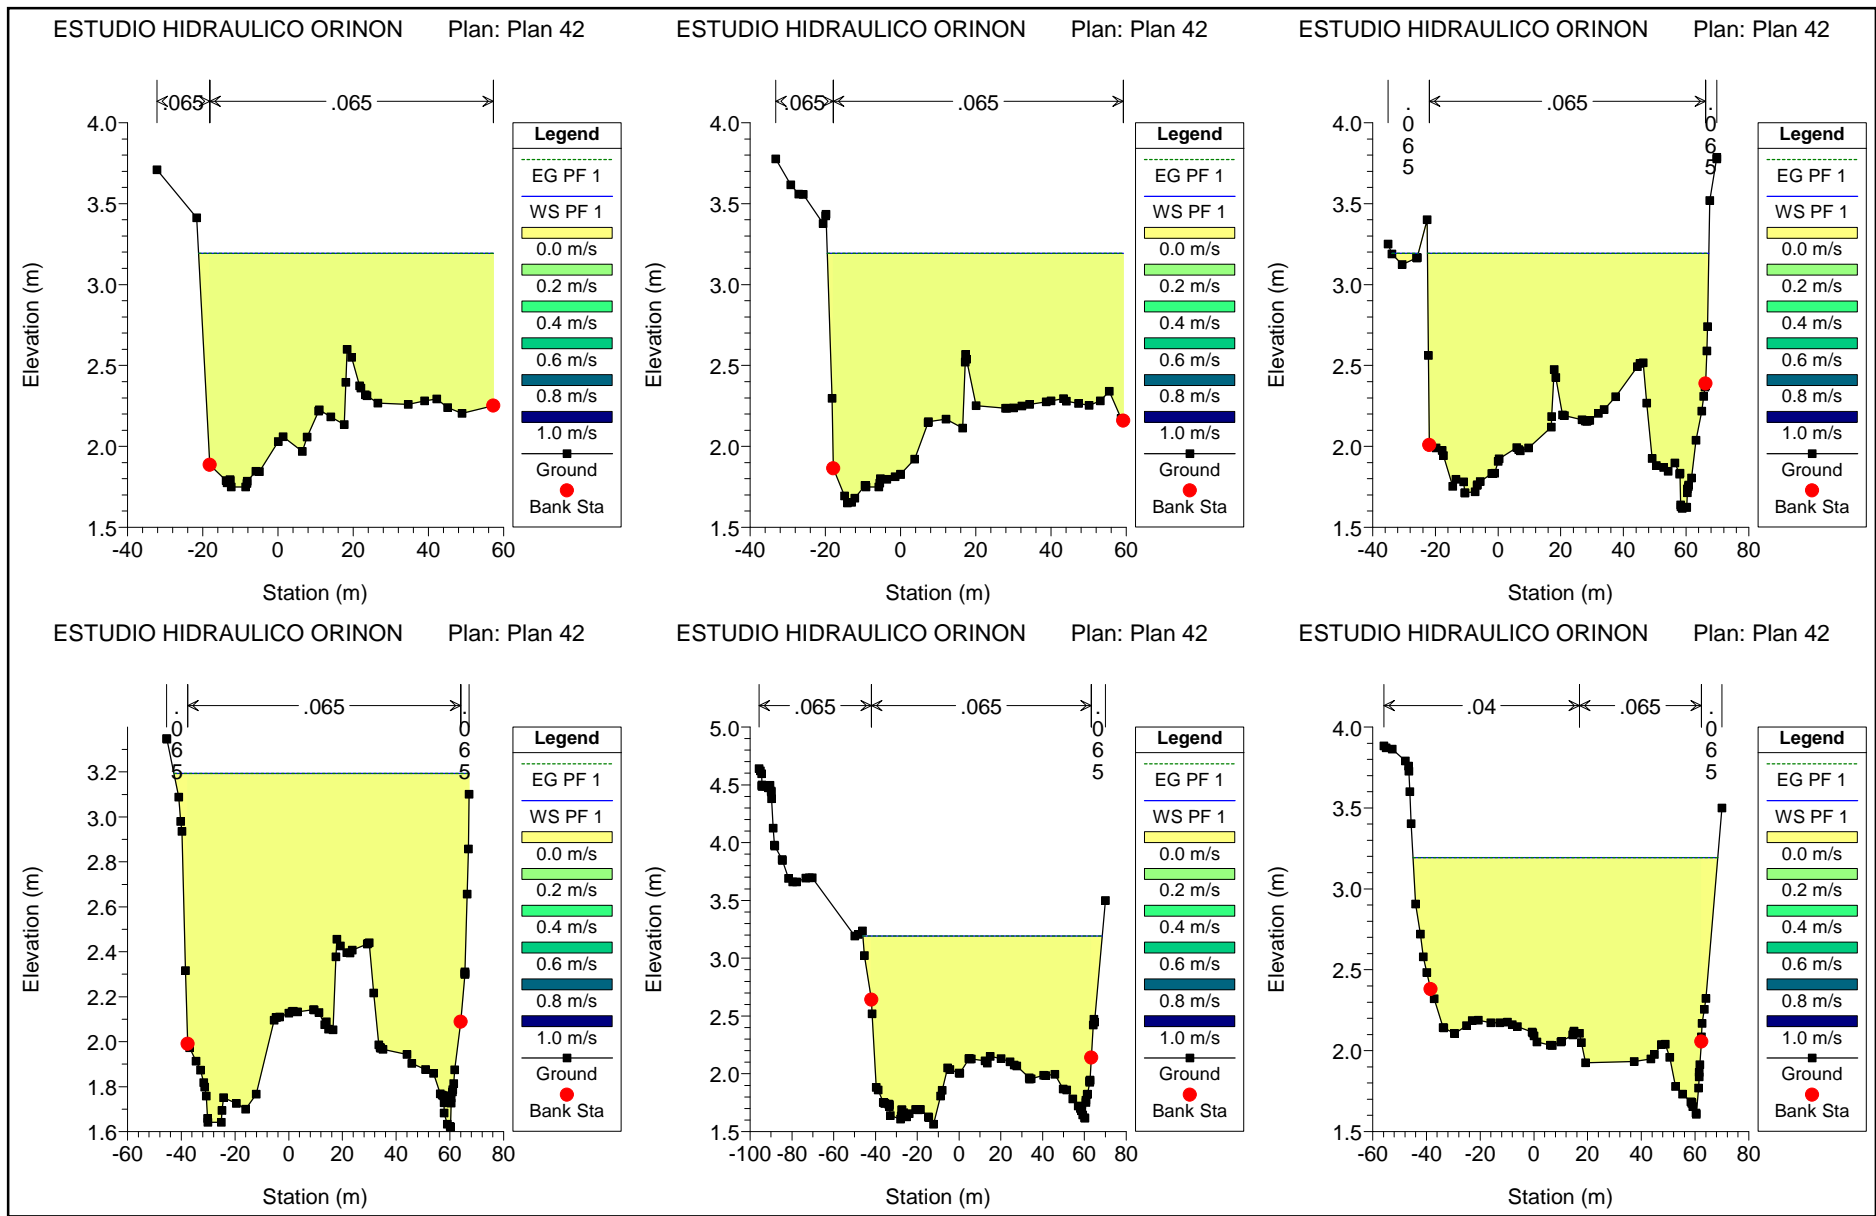 ESTUDIO HIDRAULICO ORINON Plan: Plan 42
.065 .065
4.0
3.5
3.0
2.5
2.0
1.5
-40 -20 0 20 40 60
Elevation (m)
Station (m)
Legend
EG PF 1
WS PF 1
0.0 m/s
0.2 m/s
0.4 m/s
0.6 m/s
0.8 m/s
1.0 m/s
Ground
Bank Sta
ESTUDIO HIDRAULICO ORINON Plan: Plan 42
.065 .065
4.0
3.5
3.0
2.5
2.0
1.5
-40 -20 0 20 40 60
Elevation (m)
Station (m)
Legend
EG PF 1
WS PF 1
0.0 m/s
0.2 m/s
0.4 m/s
0.6 m/s
0.8 m/s
1.0 m/s
Ground
Bank Sta
ESTUDIO HIDRAULICO ORINON Plan: Plan 42
.065 .065 .065
4.0
3.5
3.0
2.5
2.0
1.5
-40 -20 0 20 40 60 80
Elevation (m)
Station (m)
Legend
EG PF 1
WS PF 1
0.0 m/s
0.2 m/s
0.4 m/s
0.6 m/s
0.8 m/s
1.0 m/s
Ground
Bank Sta
ESTUDIO HIDRAULICO ORINON Plan: Plan 42
.065 .065 .065
3.2
3.0
2.8
2.6
2.4
2.2
2.0
1.8
1.6
-60 -40 -20 0 20 40 60 80
Elevation (m)
Station (m)
Legend
EG PF 1
WS PF 1
0.0 m/s
0.2 m/s
0.4 m/s
0.6 m/s
0.8 m/s
1.0 m/s
Ground
Bank Sta
ESTUDIO HIDRAULICO ORINON Plan: Plan 42
.065 .065 .065
5.0
4.5
4.0
3.5
3.0
2.5
2.0
1.5
-100 -80 -60 -40 -20 0 20 40 60 80
Elevation (m)
Station (m)
Legend
EG PF 1
WS PF 1
0.0 m/s
0.2 m/s
0.4 m/s
0.6 m/s
0.8 m/s
1.0 m/s
Ground
Bank Sta
ESTUDIO HIDRAULICO ORINON Plan: Plan 42
.04 .065 .065
4.0
3.5
3.0
2.5
2.0
1.5
-60 -40 -20 0 20 40 60 80
Elevation (m)
Station (m)
Legend
EG PF 1
WS PF 1
0.0 m/s
0.2 m/s
0.4 m/s
0.6 m/s
0.8 m/s
1.0 m/s
Ground
Bank Sta